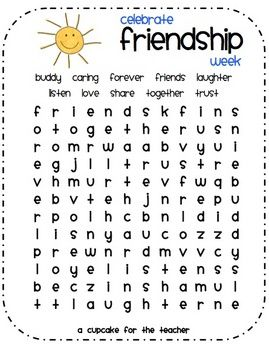 celebrate
friendship
week
buddy caring forever friends laughter
listen love share together trust
f r i e n d s k f i n s
o t o g e t h e r u s n
r o m r w a a b v y u i
e g j l l t r u s t r e
v h m u r t e v f w q b
e b v t e h j n r e p u
r p o l h c b n l d i d
l i s n y a u c o z z d
p r e w n r d m v v c y
l o y e l i s t e n s s
b e c z i n s h a m u l
t t l a u g h t e r n e
a cupcake for the teacher